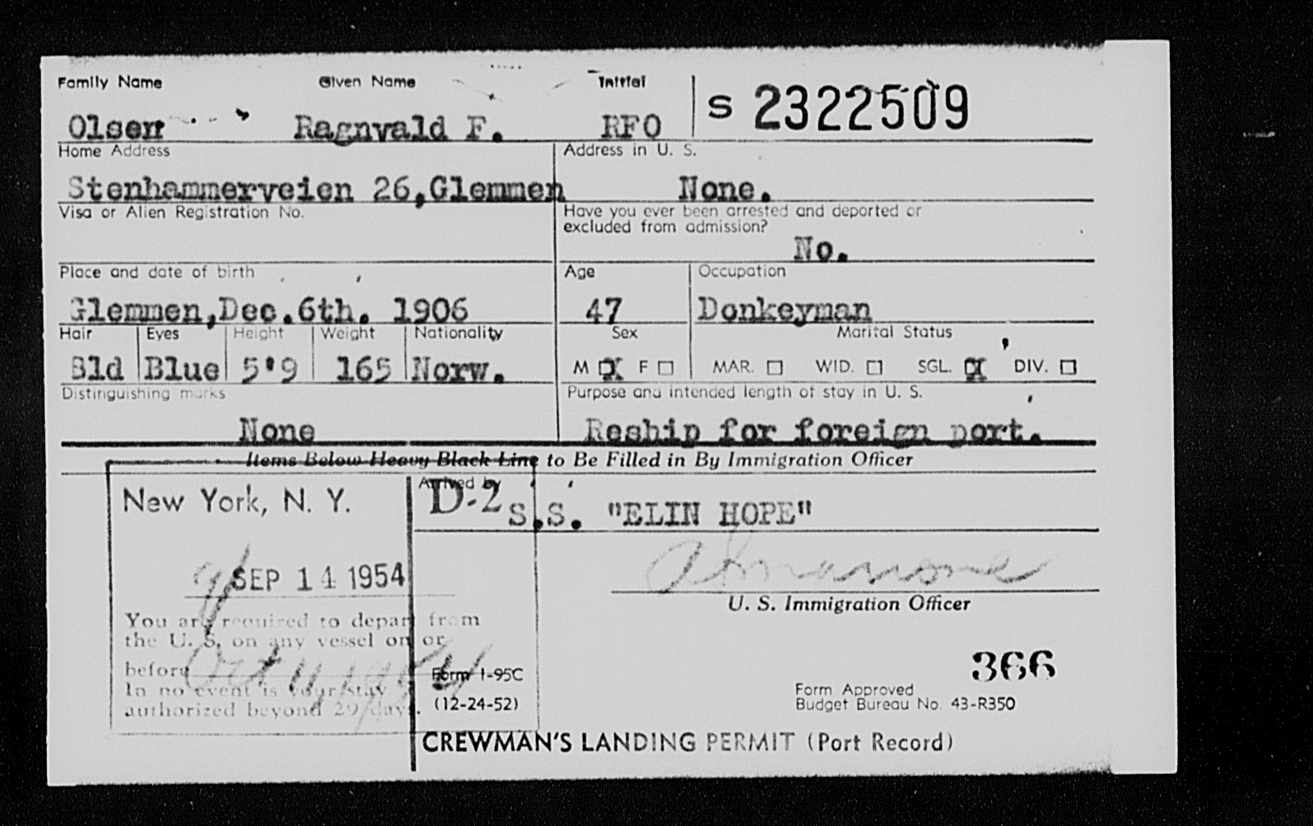 Family Name Given Name Initial
Olsen Ragnvald F. RFO S 2322509
Home Address Address in U. S.
Stenhammerveien 26,Glemmen None.
Visa or Alien Registration No. Have you ever been arrested and deported or
excluded from admission?
No.
Place and date of birth Age Occupation
Glemmen,Dec.6th. 1906 47 Donkeyman
Hair Eyes Height Weight Nationality Sex Marital Status
Bld Blue 5'9 165 Norw. M X F MAR. WID. SGL. X DIV.
Distinguishing marks Purpose and intended length of stay in U. S.
None Reship for foreign port.
Items Below Heavy Black Line to Be Filled in By Immigration Officer
New York, N. Y. Arrived by
D-2 S.S. "ELIN HOPE"
SEP 14 1954
U. S. Immigration Officer
You are required to depart from
the U. S. on any vessel on or
before Oct 11, 1954
In no event is your stay
authorized beyond 29 days.
Form I-95C
(12-24-52)
366
Form Approved
Budget Bureau No. 43-R350
CREWMAN'S LANDING PERMIT (Port Record)